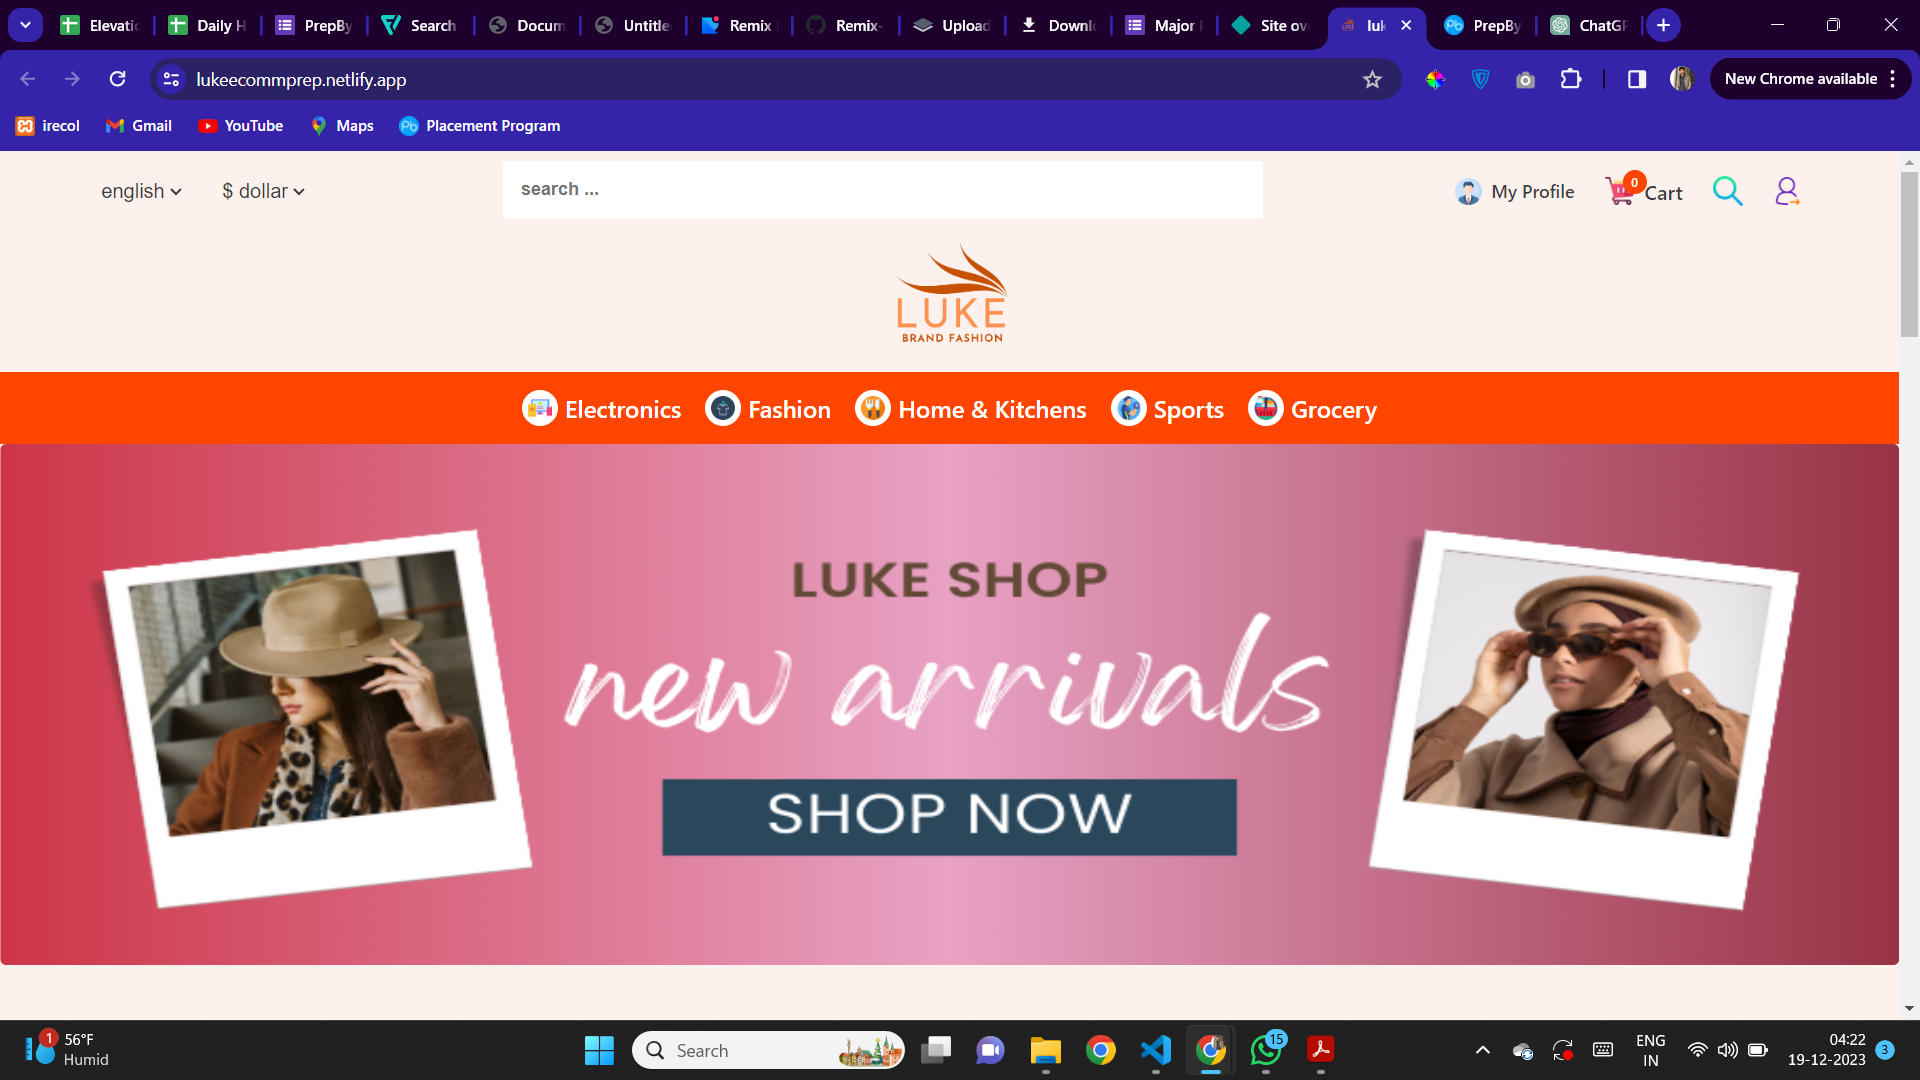 Elevatic
Daily H
PrepBy
Search
Docum
Untitle
Remix
Remix-
Upload
Downlo
Major
Site ov
luk
PrepBy
ChatGP
lukeecommprep.netlify.app
New Chrome available
irecol
Gmail
YouTube
Maps
Placement Program
english
$ dollar
search ...
My Profile
0
Cart
LUKE
BRAND FASHION
Electronics
Fashion
Home & Kitchens
Sports
Grocery
LUKE SHOP
new arrivals
SHOP NOW
1
56°F
Humid
Search
15
ENG
IN
04:22
19-12-2023
3